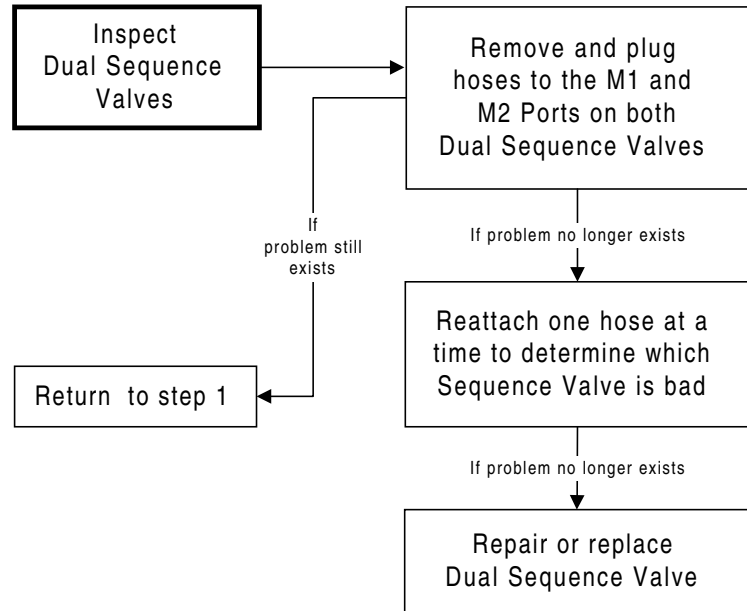 Inspect
Dual Sequence
Valves
Remove and plug
hoses to the M1 and
M2 Ports on both
Dual Sequence Valves
If
problem still
exists
If problem no longer exists
Reattach one hose at a
time to determine which
Sequence Valve is bad
Return to step 1
If problem no longer exists
Repair or replace
Dual Sequence Valve